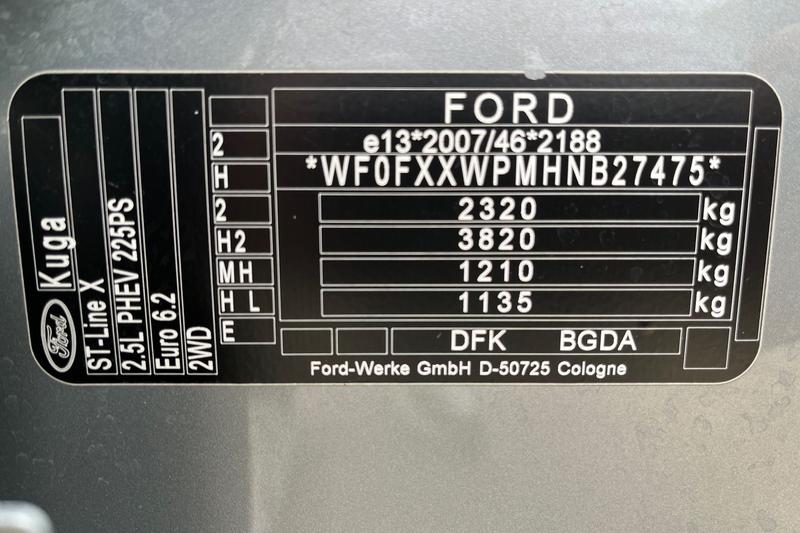 FORD
e13*2007/46*2188
*WF0FXXWPMHNB27475*
2320 kg
3820 kg
1210 kg
1135 kg
DFK BGDA
Ford-Werke GmbH D-50725 Cologne
2
H
2
H2
MH
H L
E
Ford Kuga
ST-Line X
2.5L PHEV 225PS
Euro 6.2
2WD